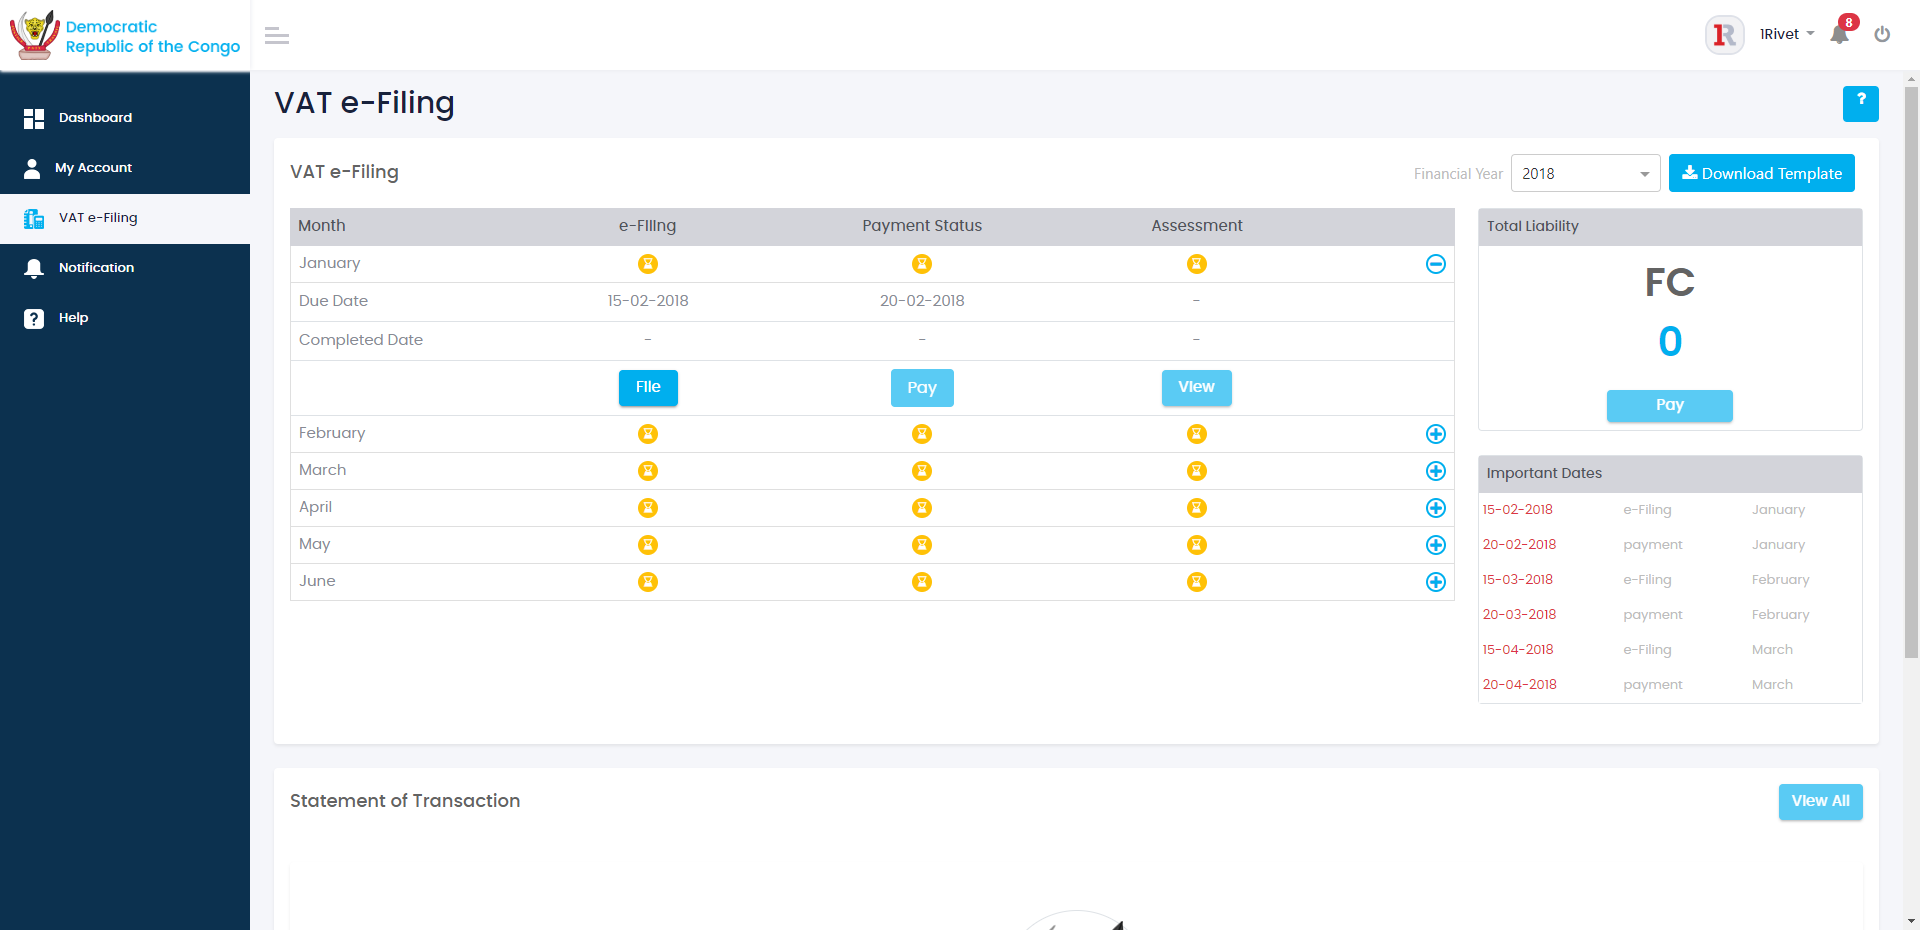 Democratic
Republic of the Congo
1Rivet
8
Dashboard
My Account
VAT e-Filing
Notification
Help
VAT e-Filing
?
VAT e-Filing
Financial Year
2018
Download Template
Month e-Filing Payment Status Assessment
January
Due Date 15-02-2018 20-02-2018 -
Completed Date - - -
File Pay View
February
March
April
May
June
Total Liability
FC
0
Pay
Important Dates
15-02-2018 e-Filing January
20-02-2018 payment January
15-03-2018 e-Filing February
20-03-2018 payment February
15-04-2018 e-Filing March
20-04-2018 payment March
Statement of Transaction
View All